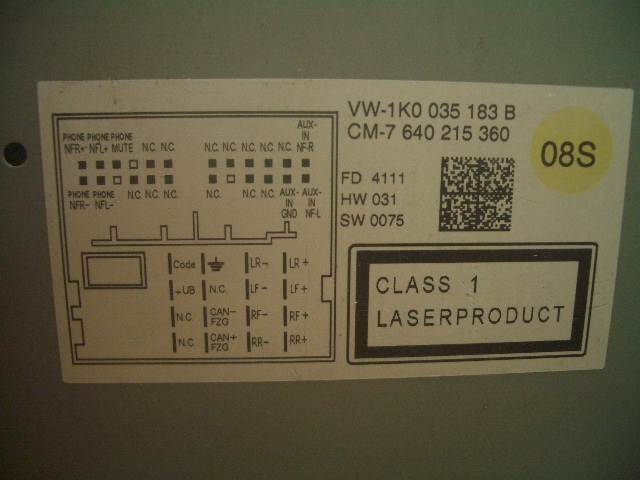 VW-1K0 035 183 B
CM-7 640 215 360
08S
FD 4111
HW 031
SW 0075
CLASS 1
LASERPRODUCT
PHONE PHONE PHONE
NFR+ NFL+ MUTE N.C. N.C.
N.C. N.C. N.C. N.C. N.C. AUX-IN NF-R
PHONE PHONE
NFR- NFL-
N.C. N.C. N.C.
N.C. N.C. N.C. AUX-IN GND AUX-IN NF-L
Code LR- LR+
+UB N.C. LF- LF+
N.C. CAN-FZG RF- RF+
N.C. CAN+FZG RR- RR+